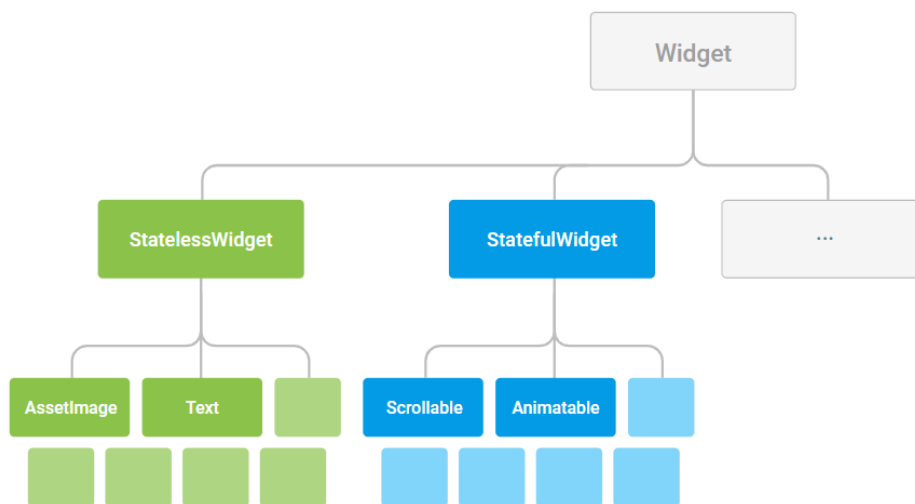 Widget
StatelessWidget
StatefulWidget
...
AssetImage
Text
Scrollable
Animatable